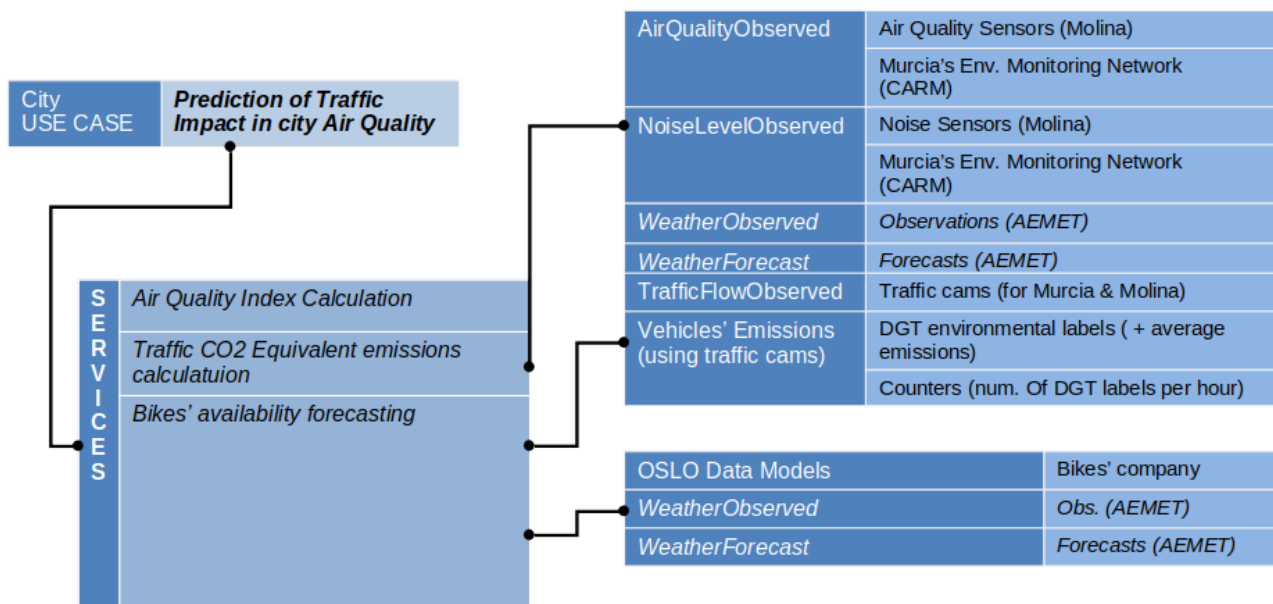 City
USE CASE
Prediction of Traffic
Impact in city Air Quality
S
E
R
V
I
C
E
S
Air Quality Index Calculation
Traffic CO2 Equivalent emissions
calculatuion
Bikes’ availability forecasting
AirQualityObserved
Air Quality Sensors (Molina)
Murcia’s Env. Monitoring Network
(CARM)
NoiseLevelObserved
Noise Sensors (Molina)
Murcia’s Env. Monitoring Network
(CARM)
WeatherObserved
Observations (AEMET)
WeatherForecast
Forecasts (AEMET)
TrafficFlowObserved
Traffic cams (for Murcia & Molina)
Vehicles’ Emissions
(using traffic cams)
DGT environmental labels ( + average
emissions)
Counters (num. Of DGT labels per hour)
OSLO Data Models
Bikes’ company
WeatherObserved
Obs. (AEMET)
WeatherForecast
Forecasts (AEMET)